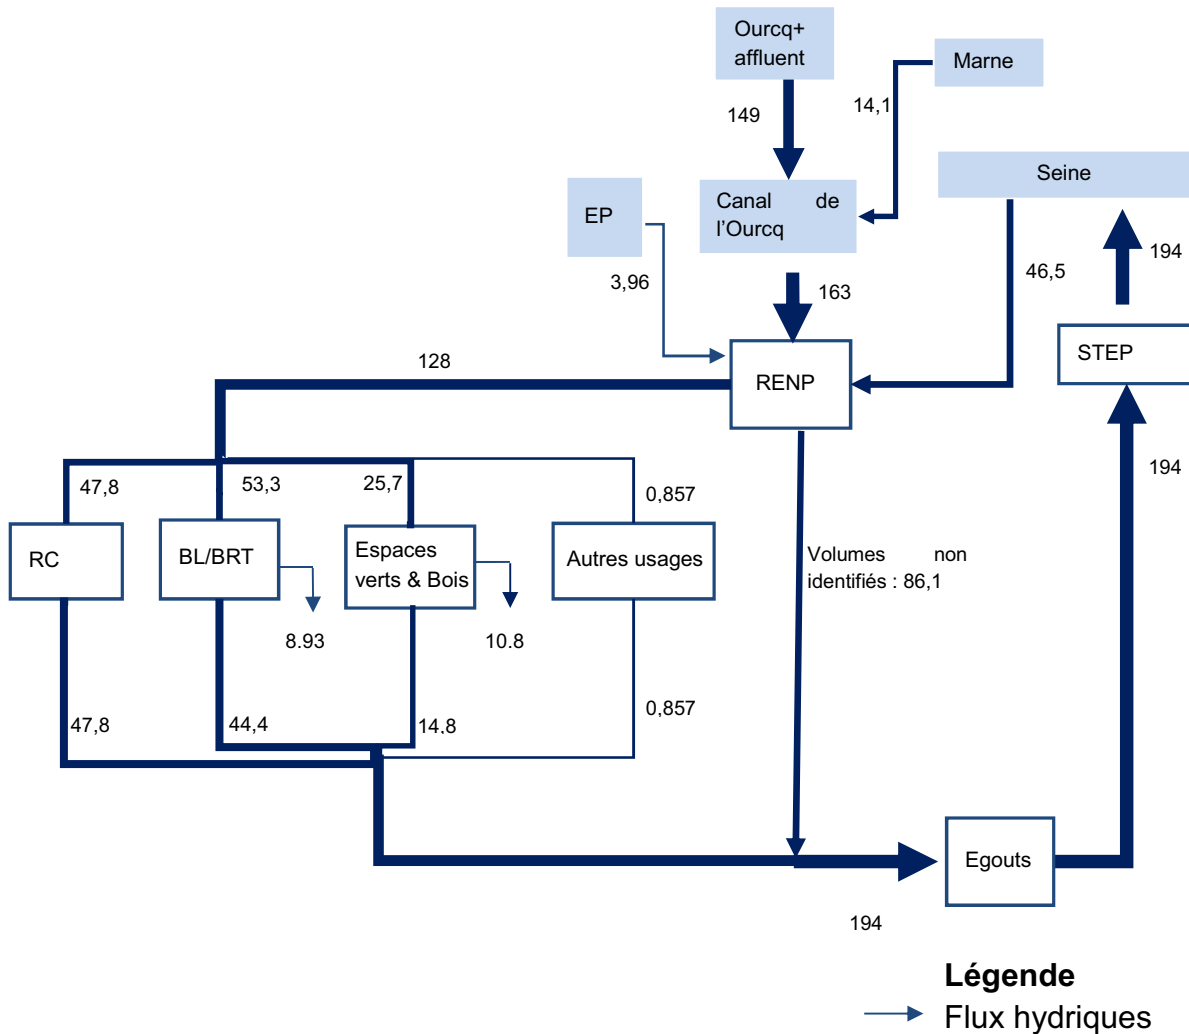 Ourcq+
affluent
Marne
149
14,1
Seine
EP
Canal de
l'Ourcq
3,96
163
46,5
194
128
RENP
STEP
47,8
53,3
25,7
0,857
194
RC
BL/BRT
Espaces
verts & Bois
Autres usages
Volumes non
identifiés : 86,1
8.93
10.8
47,8
44,4
14.8
0,857
Egouts
194
Légende
Flux hydriques